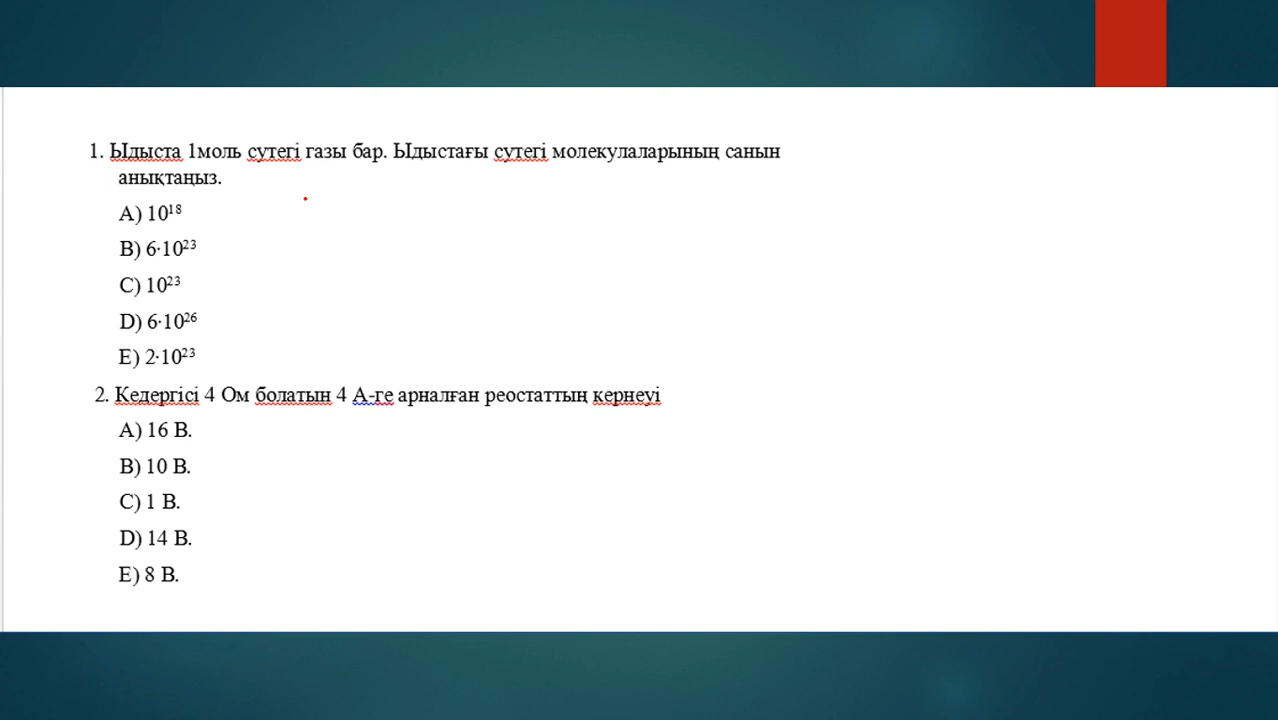 1. Ыдыста 1моль сутегі газы бар. Ыдыстағы сутегі молекулаларының санын
анықтаңыз.
A) 10¹⁸
B) 6·10²³
C) 10²³
D) 6·10²⁶
E) 2·10²³
2. Кедергісі 4 Ом болатын 4 А-ге арналған реостаттың кернеуі
A) 16 В.
B) 10 В.
C) 1 В.
D) 14 В.
E) 8 В.